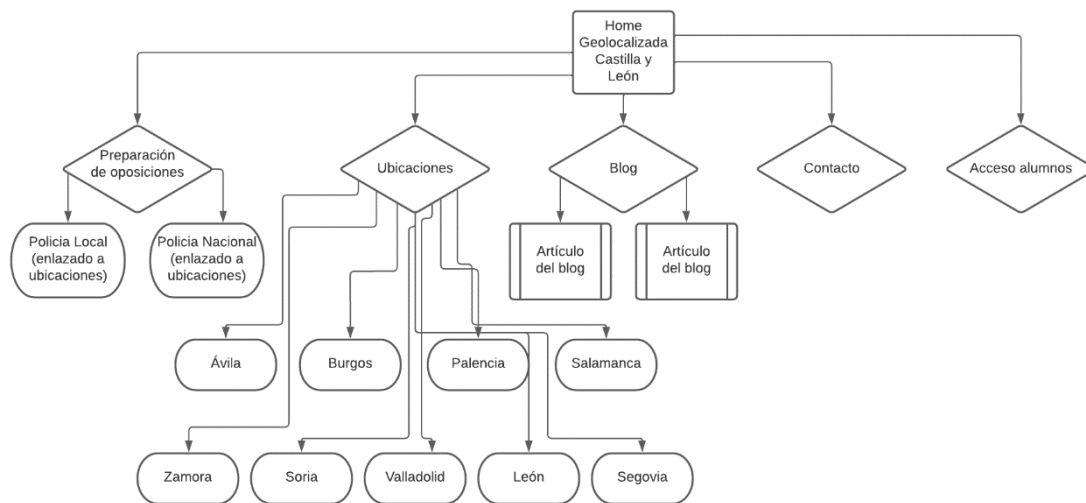 Home
Geolocalizada
Castilla y
León
Preparación
de oposiciones
Ubicaciones
Blog
Contacto
Acceso alumnos
Policia Local
(enlazado a
ubicaciones)
Policia Nacional
(enlazado a
ubicaciones)
Artículo
del blog
Artículo
del blog
Ávila
Burgos
Palencia
Salamanca
Zamora
Soria
Valladolid
León
Segovia